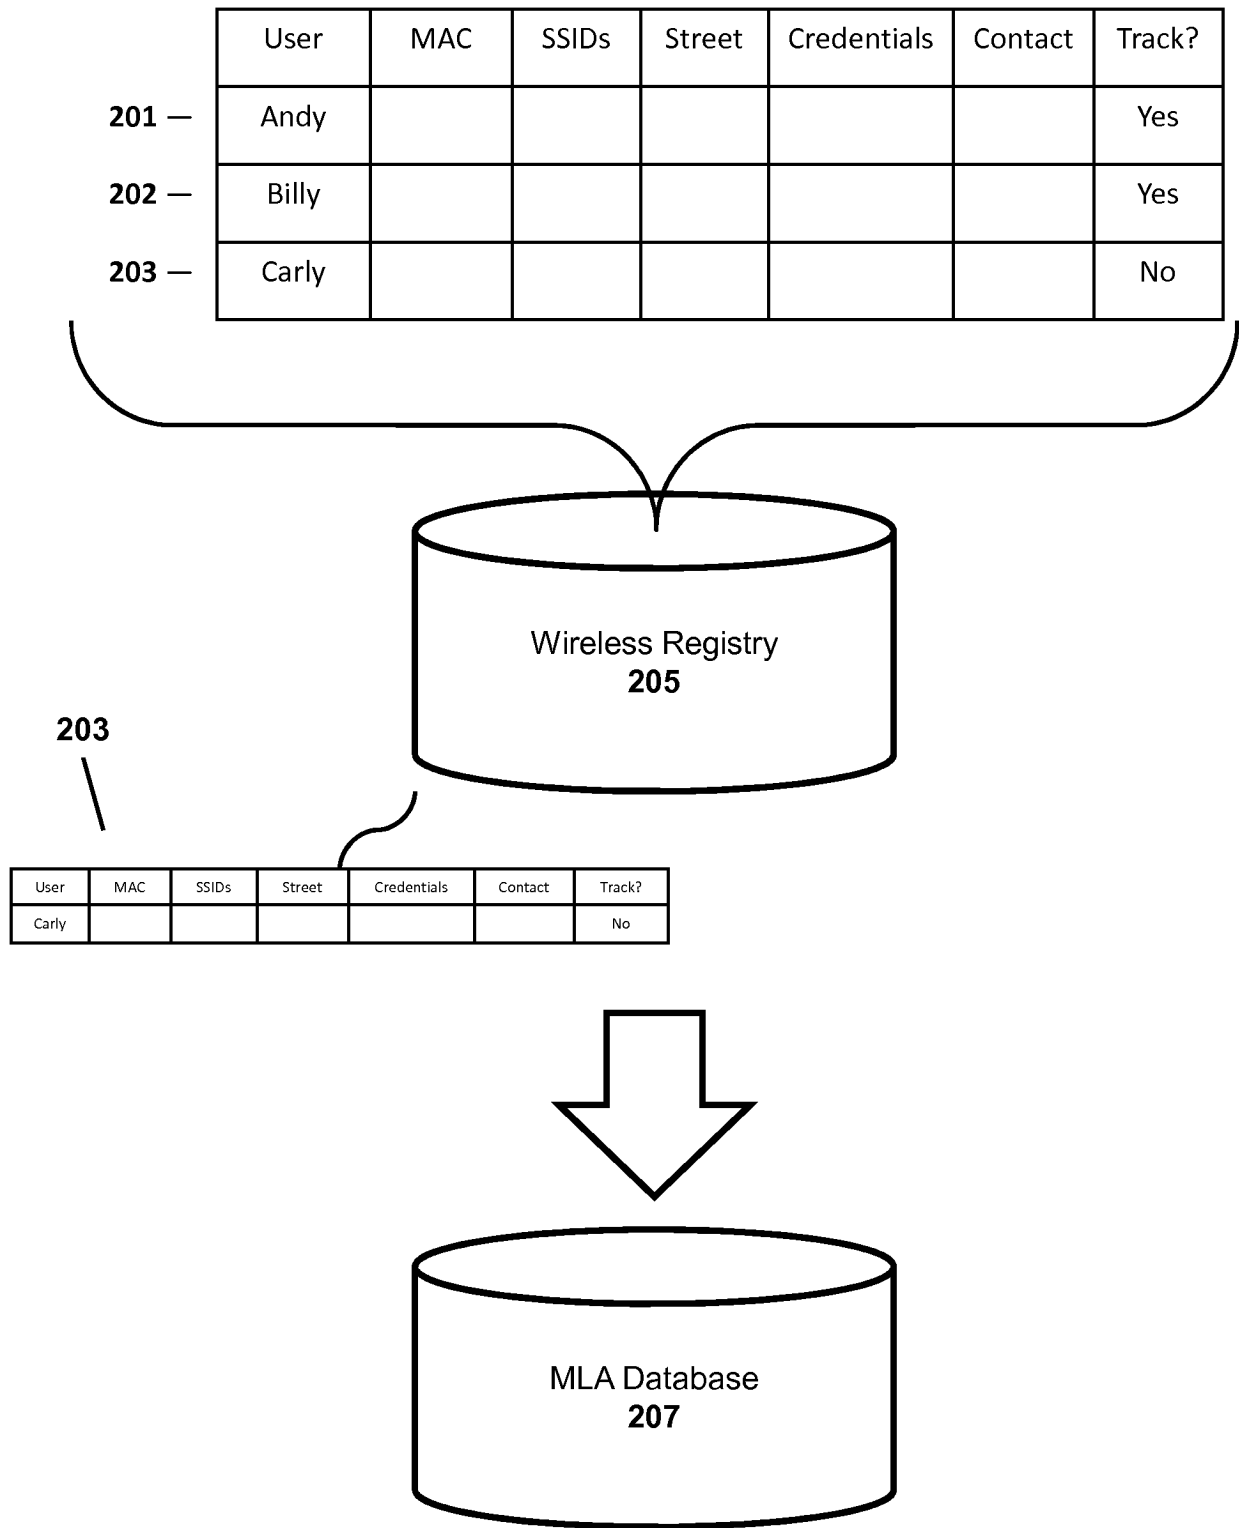 User MAC SSIDs Street Credentials Contact Track?
201 Andy Yes
202 Billy Yes
203 Carly No
Wireless Registry
205
203
User MAC SSIDs Street Credentials Contact Track?
Carly No
MLA Database
207